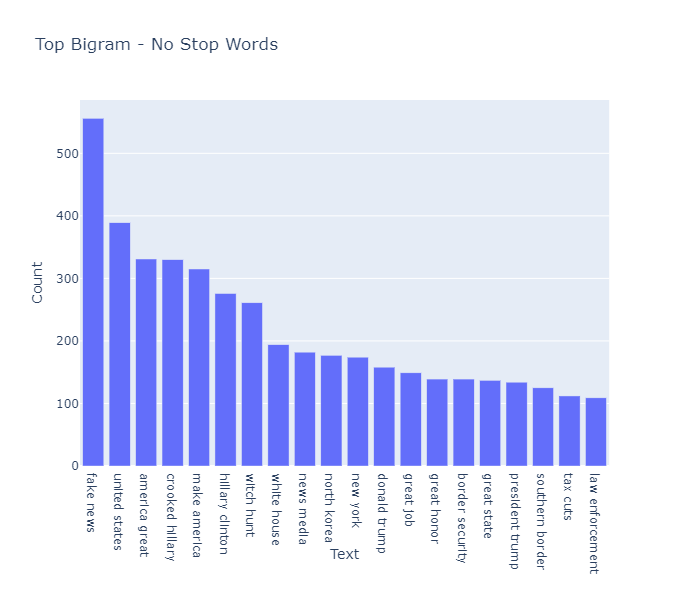 Top Bigram - No Stop Words
Count
500
400
300
200
100
0
fake news
united states
america great
crooked hillary
make america
hillary clinton
witch hunt
white house
news media
north korea
new york
donald trump
great job
great honor
border security
great state
president trump
southern border
tax cuts
law enforcement
Text